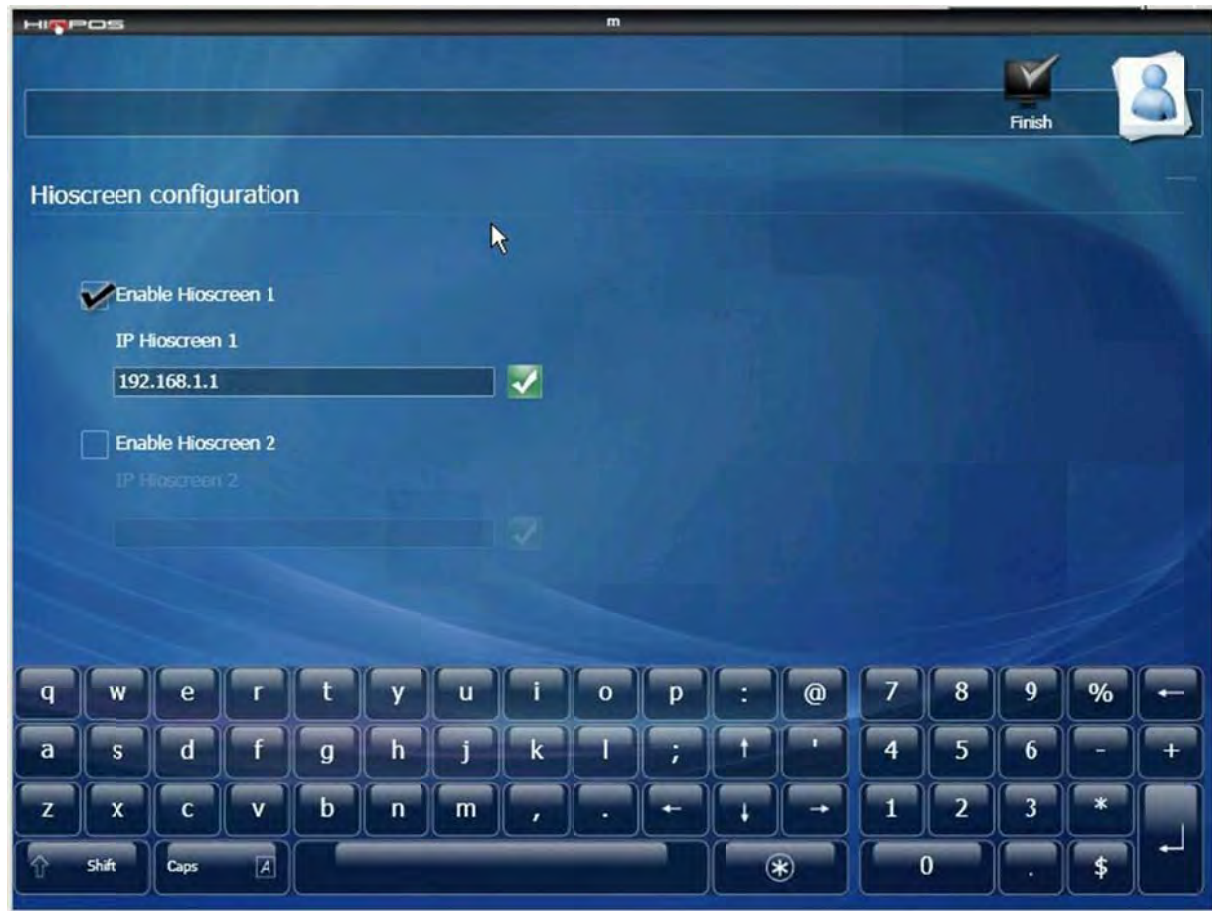 HIOPOS
m
Finish
Hioscreen configuration
Enable Hioscreen 1
IP Hioscreen 1
192.168.1.1
Enable Hioscreen 2
IP Hioscreen 2
q w e r t y u i o p : @ 7 8 9 % ←
a s d f g h j k l ; ↑ ' 4 5 6 - +
z x c v b n m , . ← ↓ → 1 2 3 * ↵
⇧ Shift Caps A ✱ 0 . $